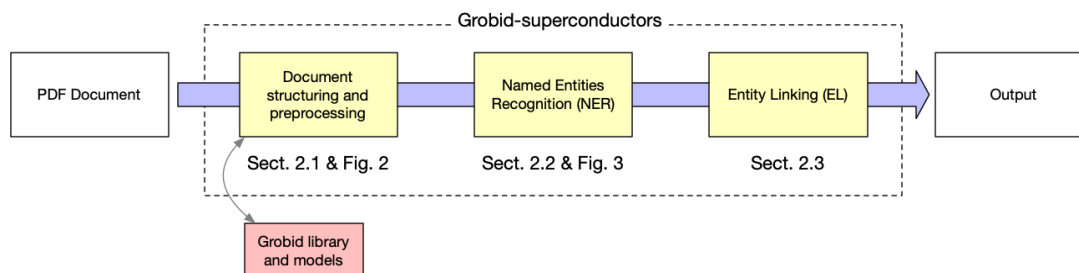 Grobid-superconductors
PDF Document
Document
structuring and
preprocessing
Named Entities
Recognition (NER)
Entity Linking (EL)
Output
Sect. 2.1 & Fig. 2
Sect. 2.2 & Fig. 3
Sect. 2.3
Grobid library
and models